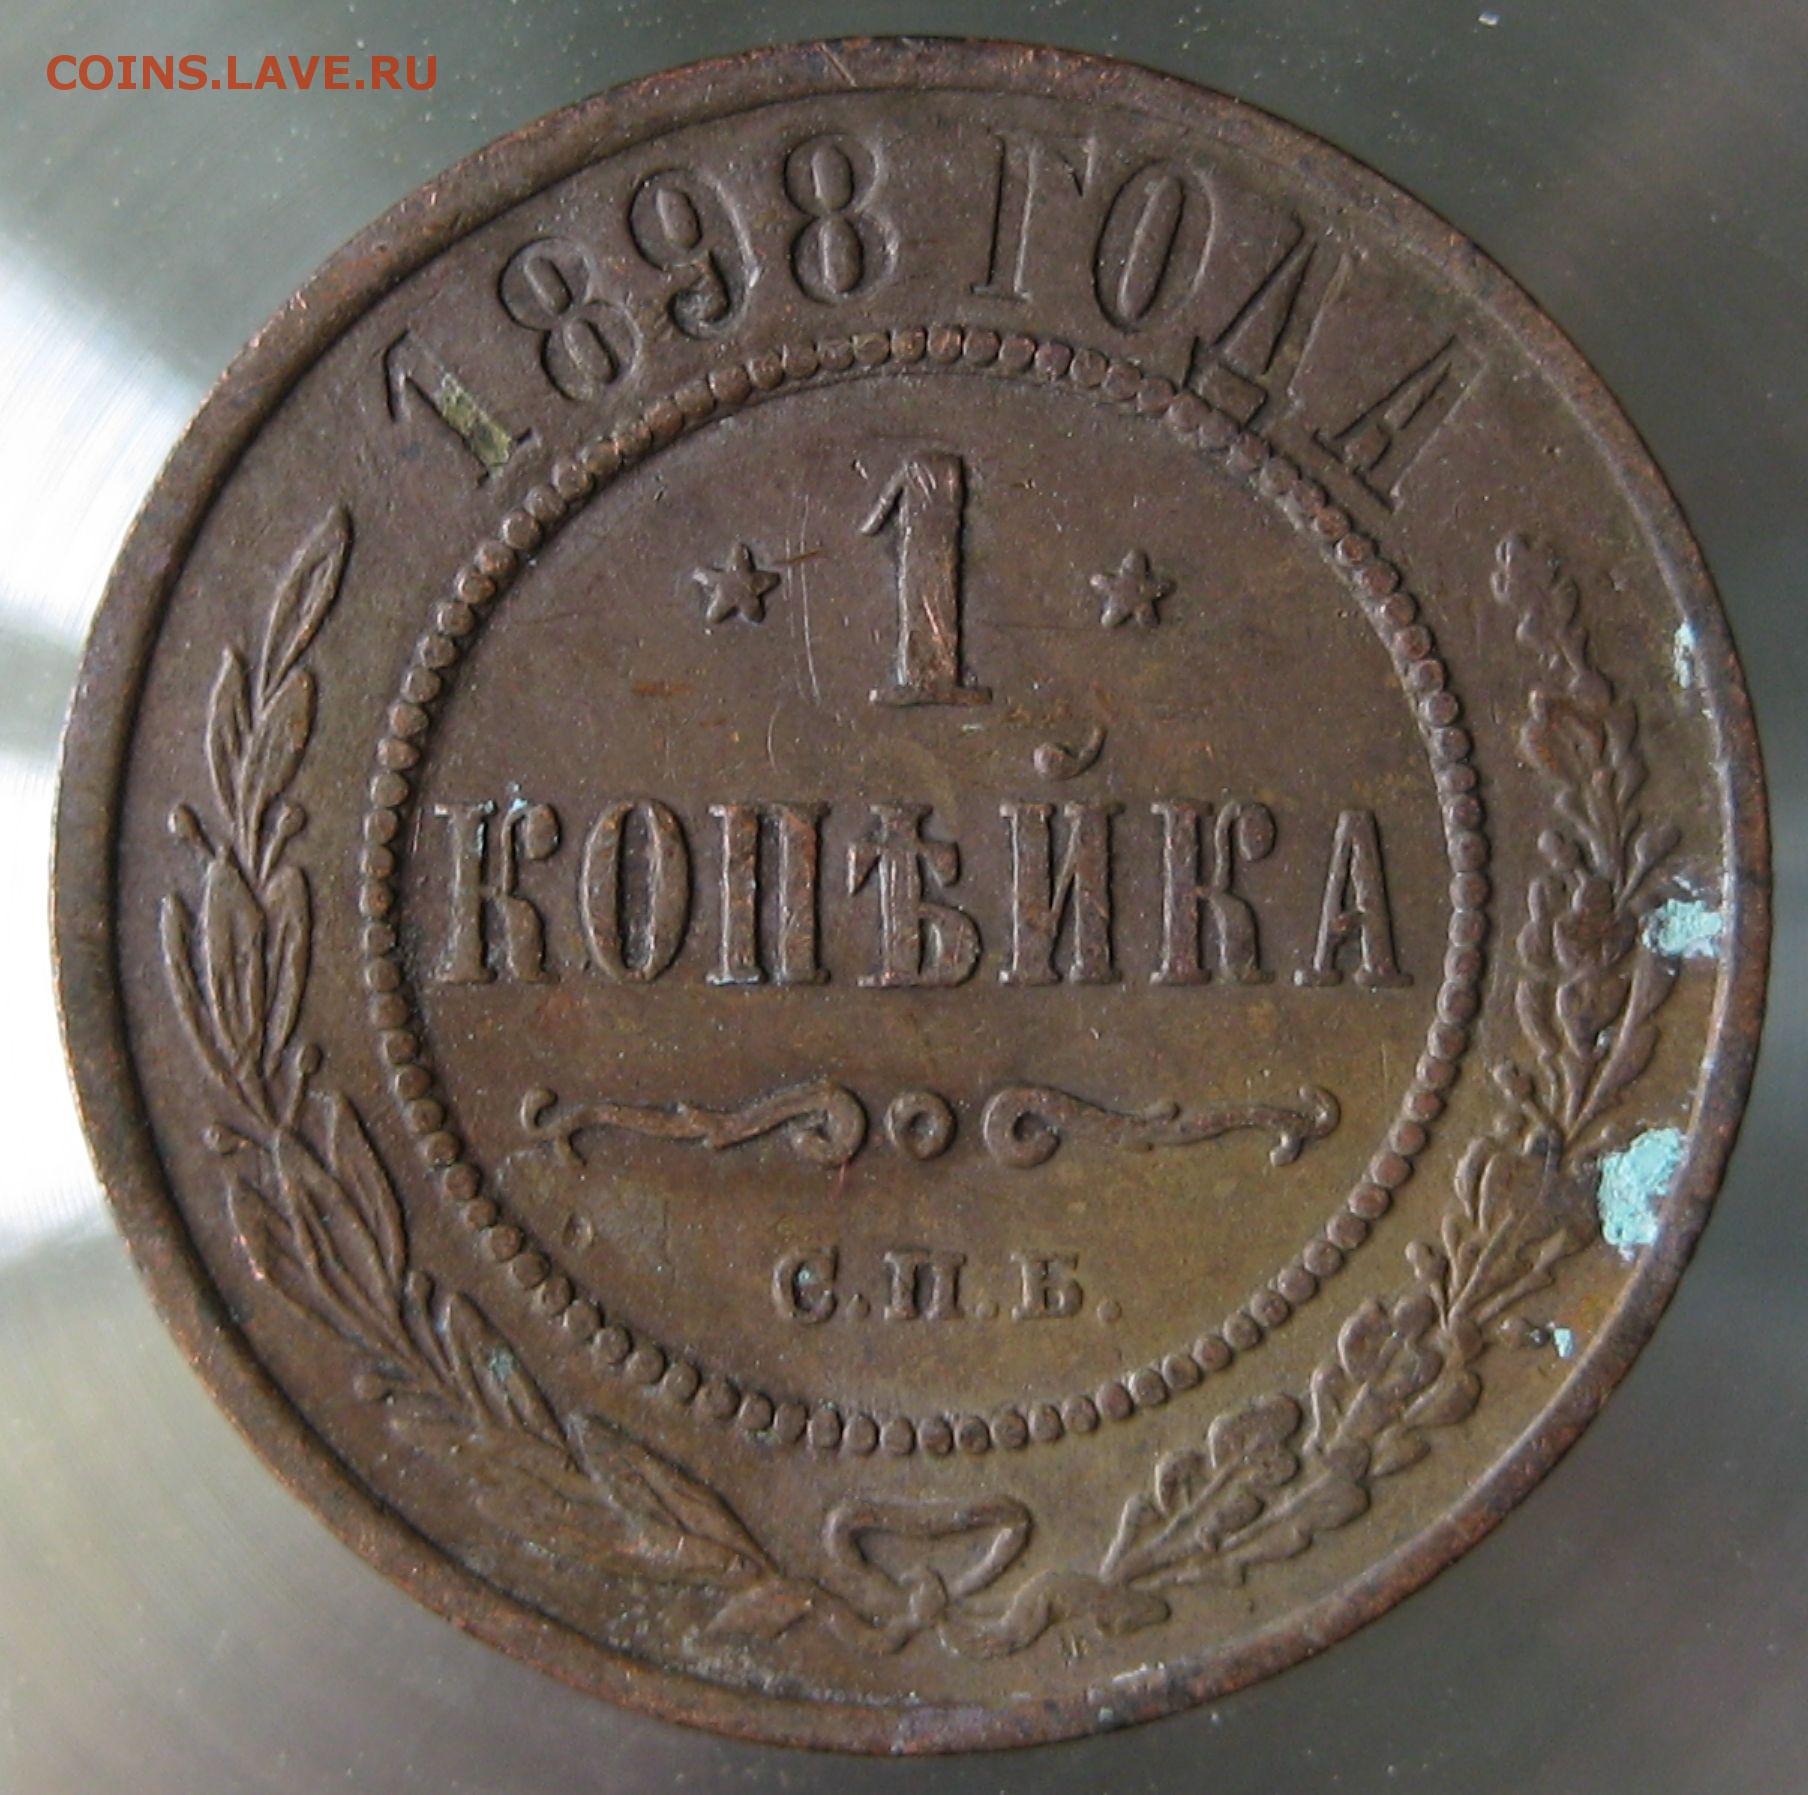 COINS.LAVE.RU
1898 ГОДА
1
КОПѢЙКА
С.П.Б.